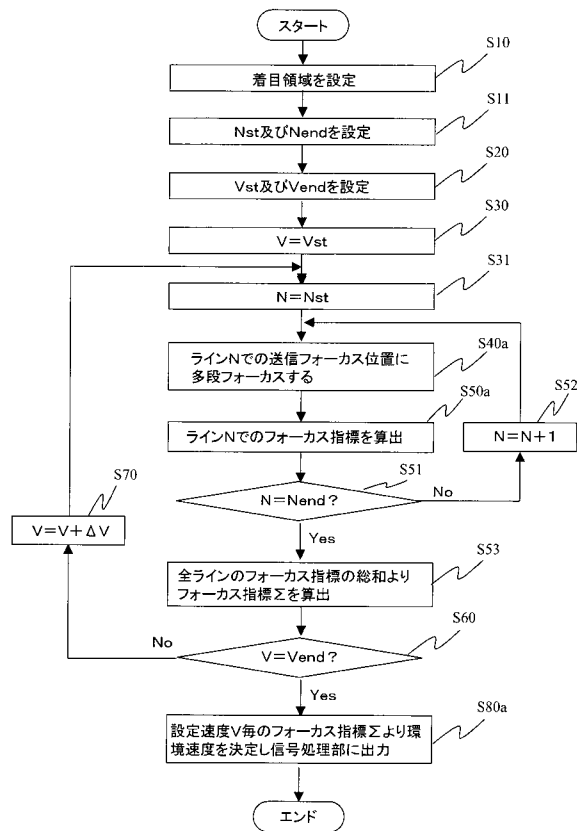 スタート
S10
着目領域を設定
S11
Nst及びNendを設定
S20
Vst及びVendを設定
S30
V=Vst
S31
N=Nst
S40a
ラインNでの送信フォーカス位置に
多段フォーカスする
S50a
ラインNでのフォーカス指標を算出
S52
N=N+1
S51
N=Nend?
No
Yes
S70
V=V+ΔV
S53
全ラインのフォーカス指標の総和より
フォーカス指標Σを算出
S60
V=Vend?
No
Yes
S80a
設定速度V毎のフォーカス指標Σより環
境速度を決定し信号処理部に出力
エンド